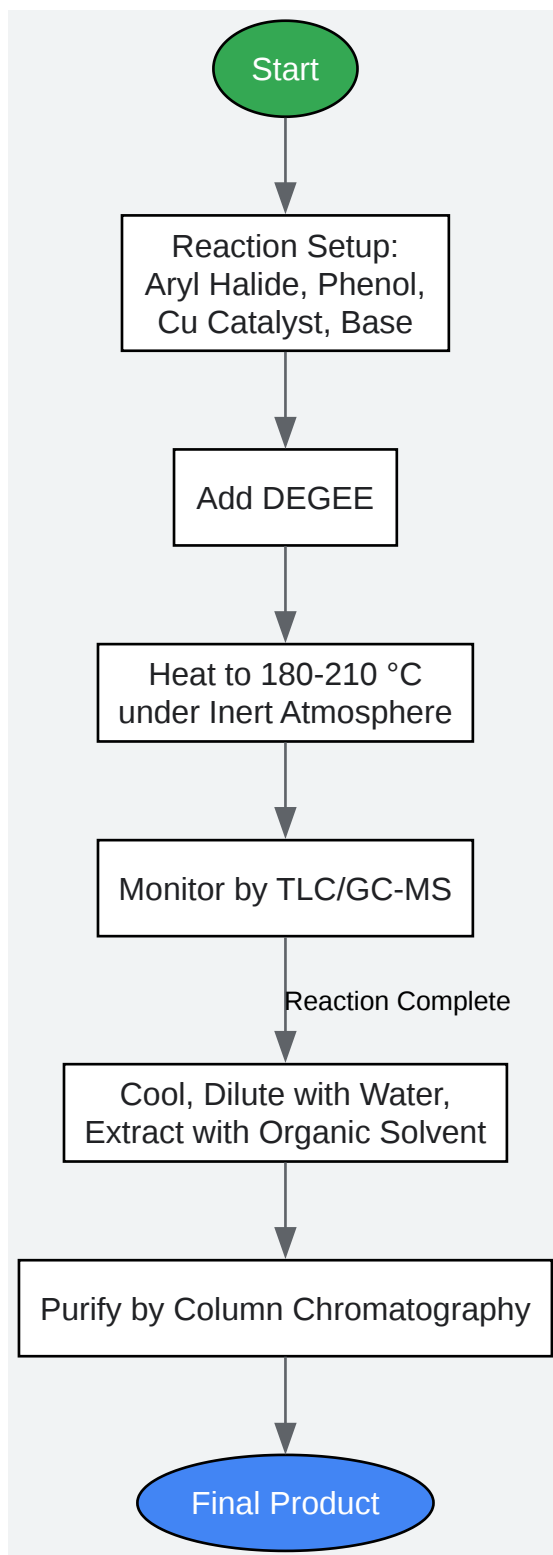 Start
Reaction Setup:
Aryl Halide, Phenol,
Cu Catalyst, Base
Add DEGEE
Heat to 180-210 °C
under Inert Atmosphere
Monitor by TLC/GC-MS
Reaction Complete
Cool, Dilute with Water,
Extract with Organic Solvent
Purify by Column Chromatography
Final Product